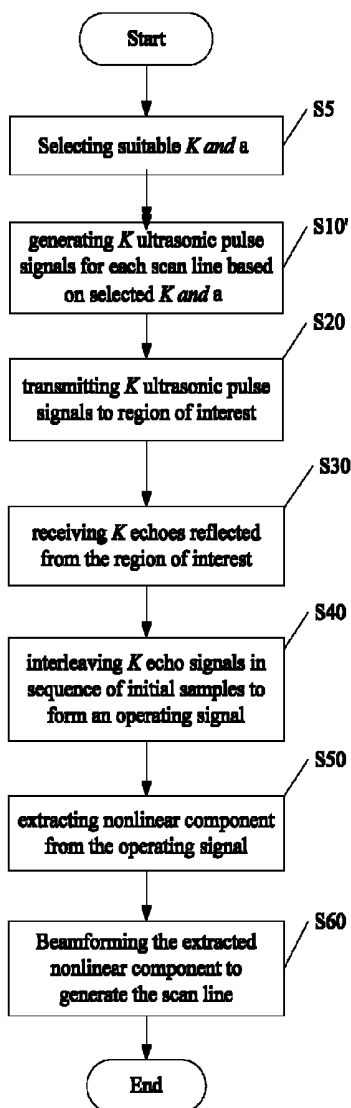 Start
S5
Selecting suitable K and a
S10'
generating K ultrasonic pulse
signals for each scan line based
on selected K and a
S20
transmitting K ultrasonic pulse
signals to region of interest
S30
receiving K echoes reflected
from the region of interest
S40
interleaving K echo signals in
sequence of initial samples to
form an operating signal
S50
extracting nonlinear component
from the operating signal
S60
Beamforming the extracted
nonlinear component to
generate the scan line
End